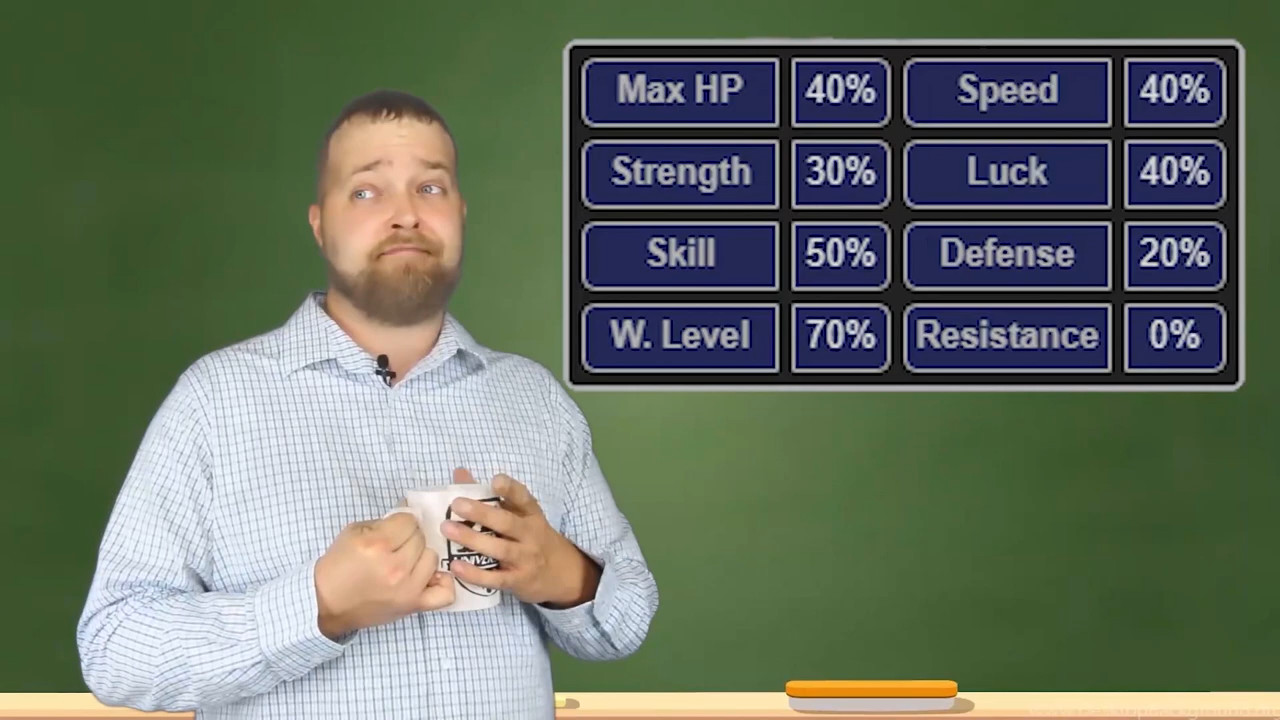 Max HP 40% Speed 40%
Strength 30% Luck 40%
Skill 50% Defense 20%
W. Level 70% Resistance 0%